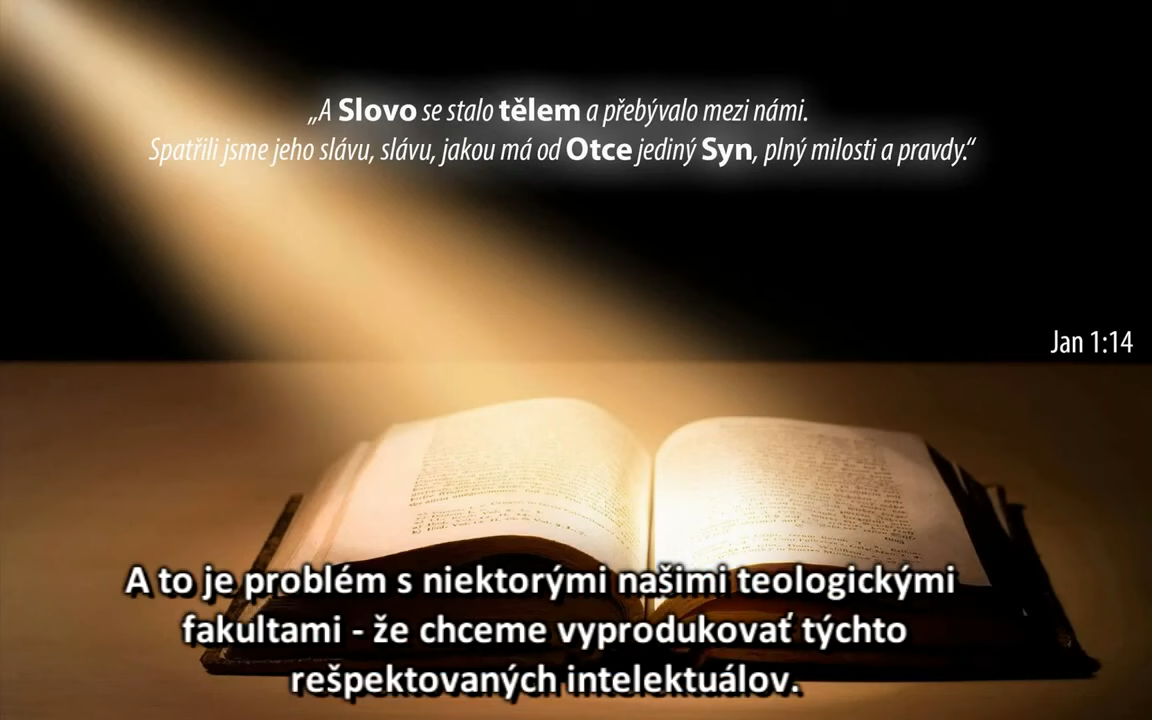 „A Slovo se stalo tělem a přebývalo mezi námi.
Spatřili jsme jeho slávu, slávu, jakou má od Otce jediný Syn, plný milosti a pravdy.“
Jan 1:14
A to je problém s niektorými našimi teologickými
fakultami - že chceme vyprodukovať týchto
rešpektovaných intelektuálov.